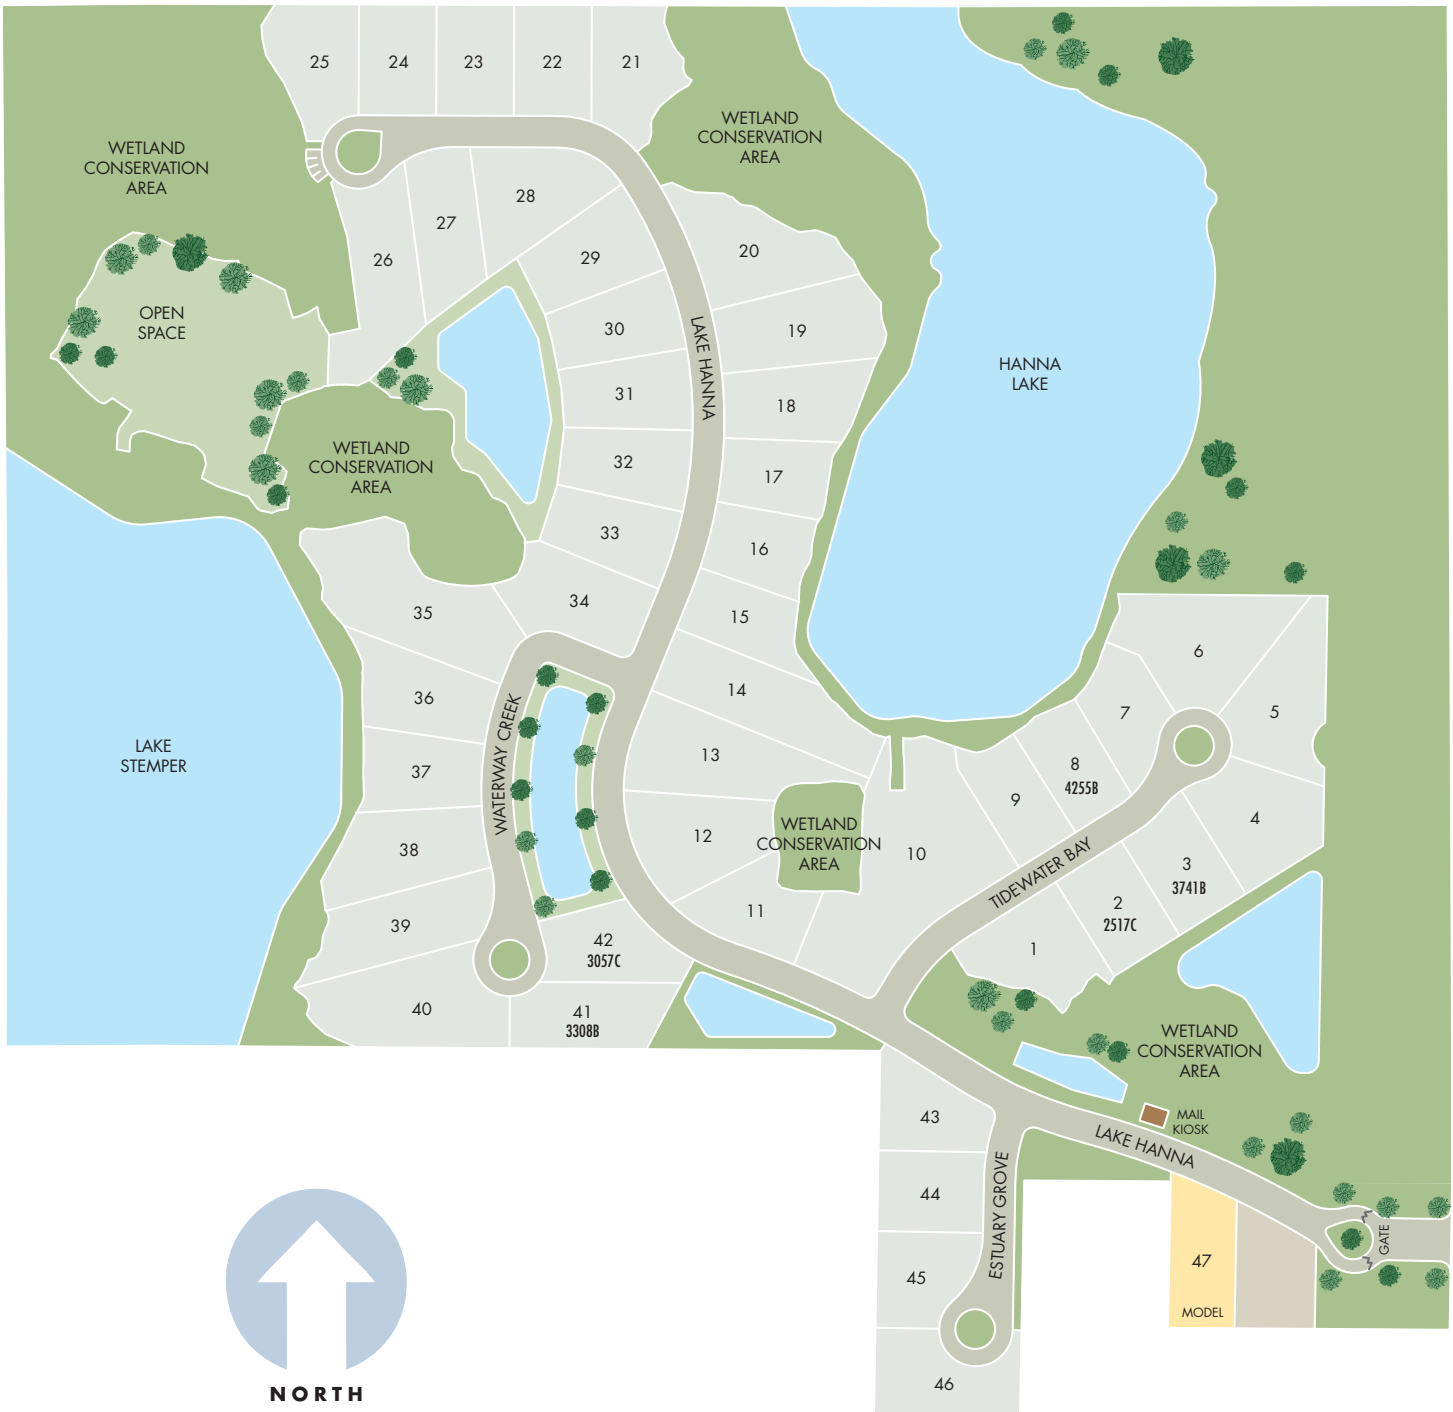 25
24
23
22
21
WETLAND
CONSERVATION
AREA
WETLAND
CONSERVATION
AREA
28
27
26
29
20
OPEN
SPACE
30
19
LAKE HANNA
HANNA
LAKE
31
18
WETLAND
CONSERVATION
AREA
32
17
33
16
35
34
15
6
36
14
7
5
WATERWAY CREEK
LAKE
STEMPER
37
13
8
4255B
9
4
38
12
WETLAND
CONSERVATION
AREA
10
TIDEWATER BAY
3
3741B
39
11
2
2517C
42
3057C
1
40
41
3308B
WETLAND
CONSERVATION
AREA
43
MAIL
KIOSK
LAKE HANNA
44
ESTUARY GROVE
45
47
MODEL
GATE
46
NORTH